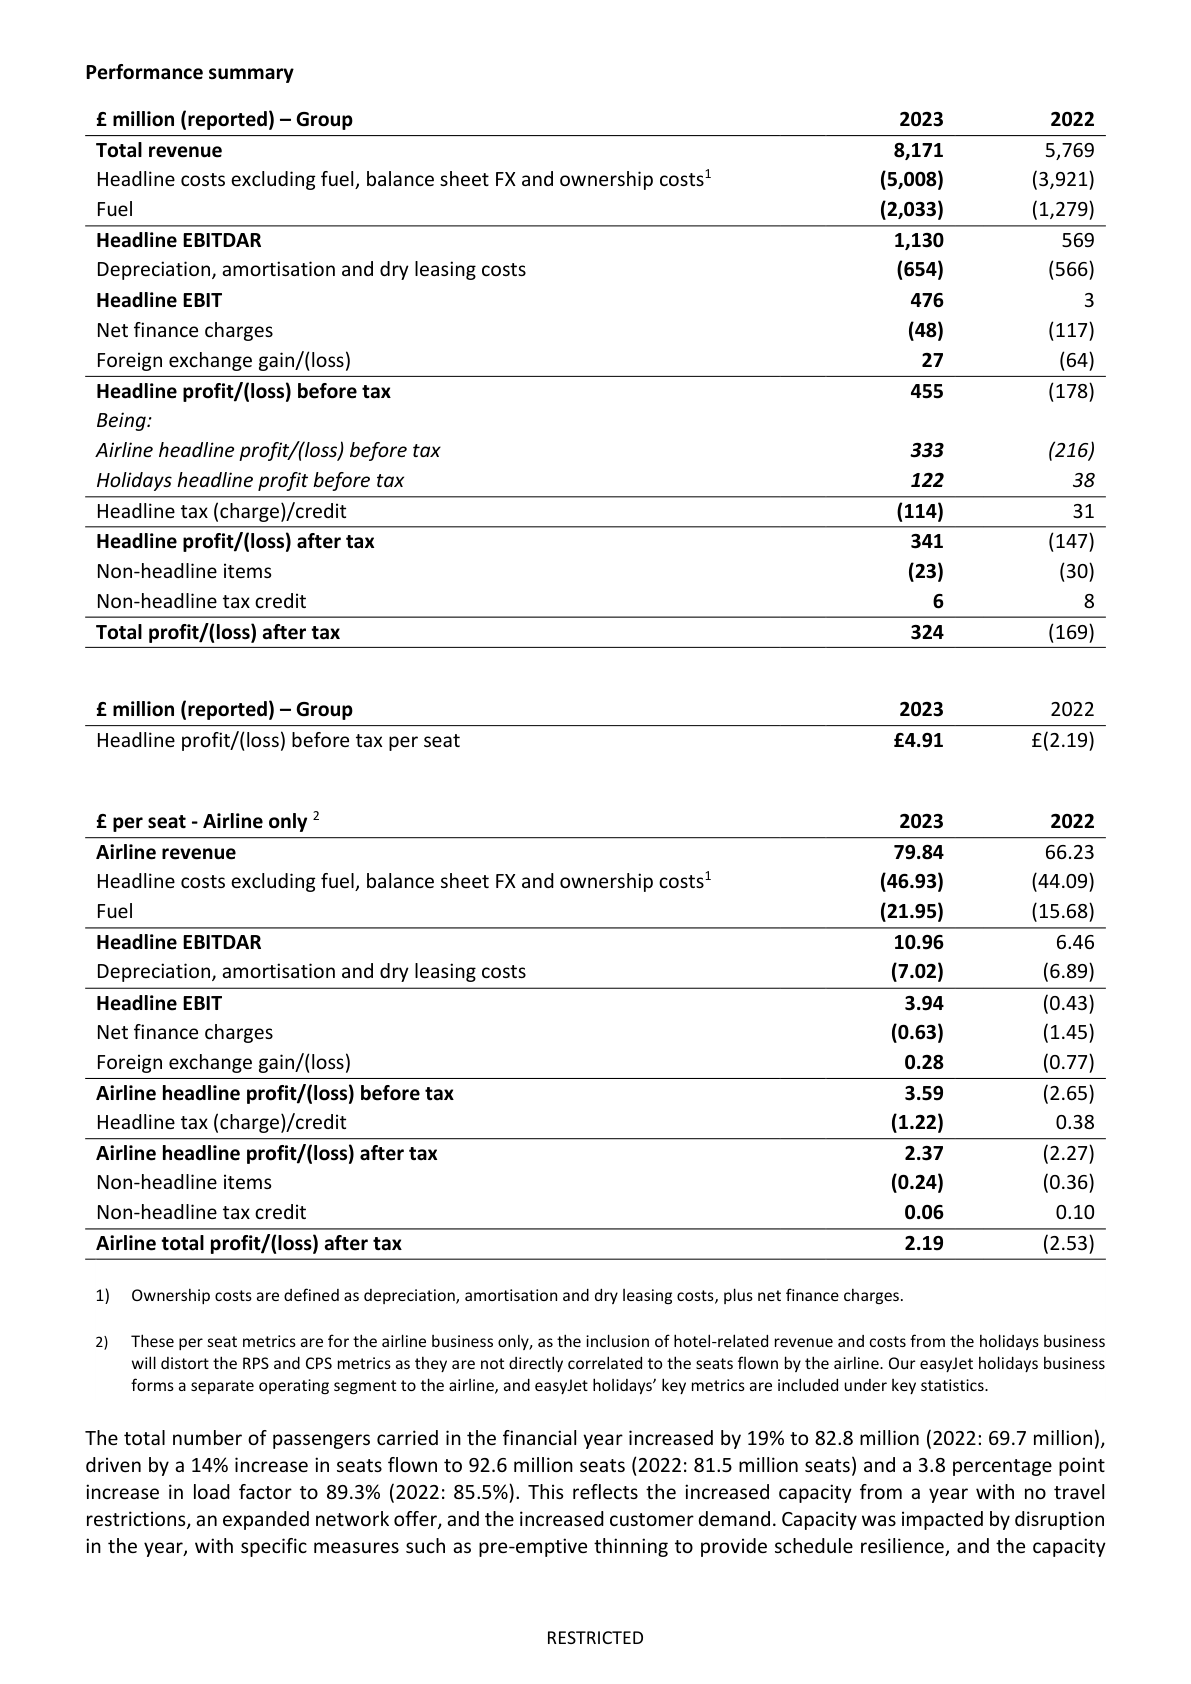 Performance summary
£ million (reported) – Group 2023 2022
Total revenue 8,171 5,769
Headline costs excluding fuel, balance sheet FX and ownership costs1 (5,008) (3,921)
Fuel (2,033) (1,279)
Headline EBITDAR 1,130 569
Depreciation, amortisation and dry leasing costs (654) (566)
Headline EBIT 476 3
Net finance charges (48) (117)
Foreign exchange gain/(loss) 27 (64)
Headline profit/(loss) before tax 455 (178)
Being:
Airline headline profit/(loss) before tax 333 (216)
Holidays headline profit before tax 122 38
Headline tax (charge)/credit (114) 31
Headline profit/(loss) after tax 341 (147)
Non-headline items (23) (30)
Non-headline tax credit 6 8
Total profit/(loss) after tax 324 (169)
£ million (reported) – Group 2023 2022
Headline profit/(loss) before tax per seat £4.91 £(2.19)
£ per seat - Airline only 2 2023 2022
Airline revenue 79.84 66.23
Headline costs excluding fuel, balance sheet FX and ownership costs1 (46.93) (44.09)
Fuel (21.95) (15.68)
Headline EBITDAR 10.96 6.46
Depreciation, amortisation and dry leasing costs (7.02) (6.89)
Headline EBIT 3.94 (0.43)
Net finance charges (0.63) (1.45)
Foreign exchange gain/(loss) 0.28 (0.77)
Airline headline profit/(loss) before tax 3.59 (2.65)
Headline tax (charge)/credit (1.22) 0.38
Airline headline profit/(loss) after tax 2.37 (2.27)
Non-headline items (0.24) (0.36)
Non-headline tax credit 0.06 0.10
Airline total profit/(loss) after tax 2.19 (2.53)
1) Ownership costs are defined as depreciation, amortisation and dry leasing costs, plus net finance charges.
2) These per seat metrics are for the airline business only, as the inclusion of hotel-related revenue and costs from the holidays business
will distort the RPS and CPS metrics as they are not directly correlated to the seats flown by the airline. Our easyJet holidays business
forms a separate operating segment to the airline, and easyJet holidays’ key metrics are included under key statistics.
The total number of passengers carried in the financial year increased by 19% to 82.8 million (2022: 69.7 million),
driven by a 14% increase in seats flown to 92.6 million seats (2022: 81.5 million seats) and a 3.8 percentage point
increase in load factor to 89.3% (2022: 85.5%). This reflects the increased capacity from a year with no travel
restrictions, an expanded network offer, and the increased customer demand. Capacity was impacted by disruption
in the year, with specific measures such as pre-emptive thinning to provide schedule resilience, and the capacity
RESTRICTED